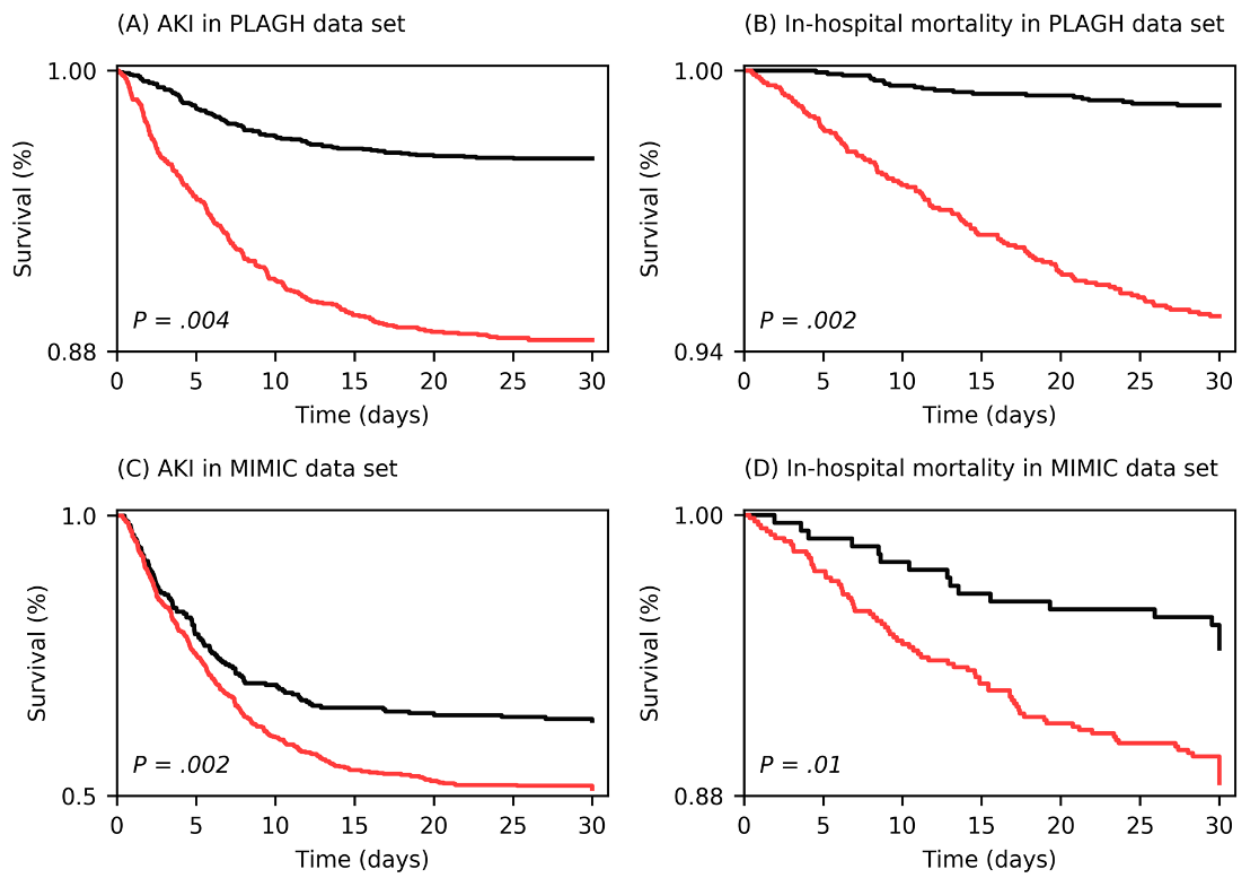 (A) AKI in PLAGH data set
1.00
0.88
Survival (%)
P = .004
0 5 10 15 20 25 30
Time (days)
(B) In-hospital mortality in PLAGH data set
1.00
0.94
Survival (%)
P = .002
0 5 10 15 20 25 30
Time (days)
(C) AKI in MIMIC data set
1.0
0.5
Survival (%)
P = .002
0 5 10 15 20 25 30
Time (days)
(D) In-hospital mortality in MIMIC data set
1.00
0.88
Survival (%)
P = .01
0 5 10 15 20 25 30
Time (days)